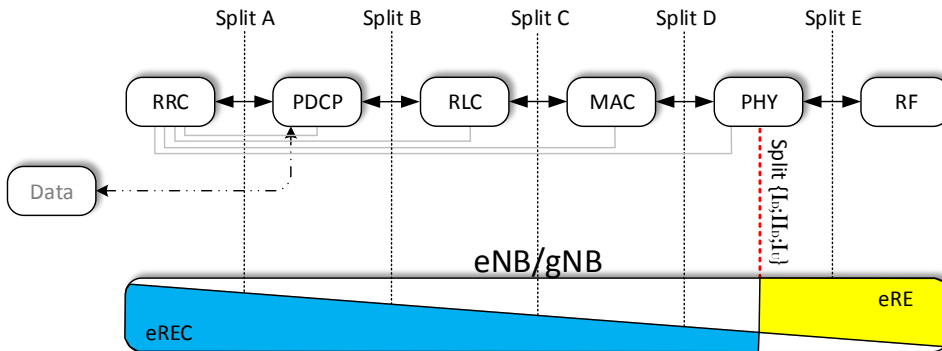 Split A
Split B
Split C
Split D
Split E
RRC
PDCP
RLC
MAC
PHY
RF
Data
Split {I_D;II_D;I_U}
eNB/gNB
eRE
eREC